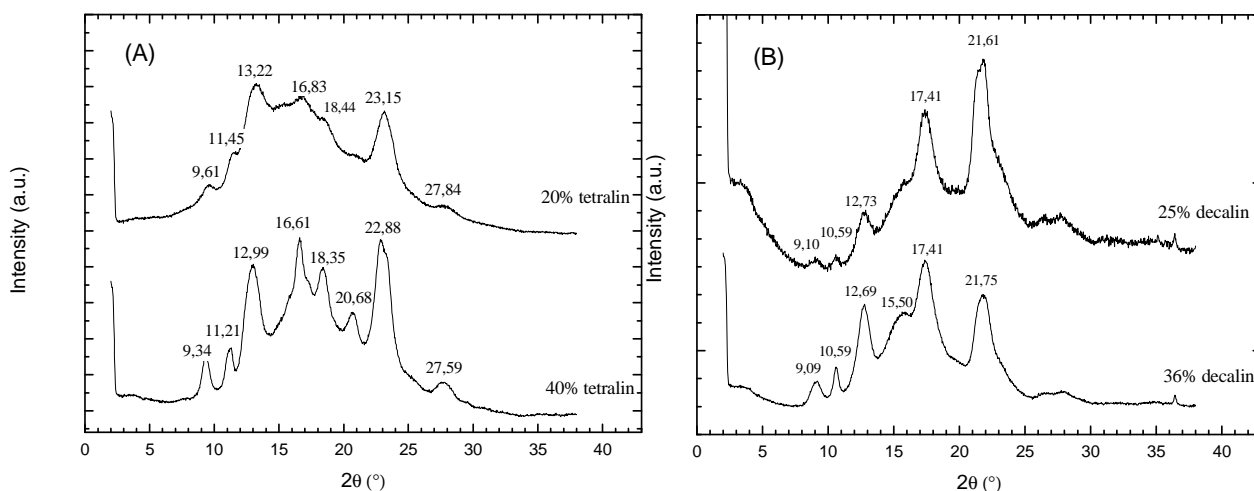 (A)
13,22
16,83
18,44
23,15
11,45
9,61
27,84
20% tetralin
16,61
22,88
12,99
18,35
20,68
11,21
9,34
27,59
40% tetralin
Intensity (a.u.)
0 5 10 15 20 25 30 35 40
2θ (°)
(B)
21,61
17,41
12,73
9,10
10,59
25% decalin
17,41
12,69
15,50
21,75
10,59
9,09
36% decalin
Intensity (a.u.)
0 5 10 15 20 25 30 35 40
2θ (°)